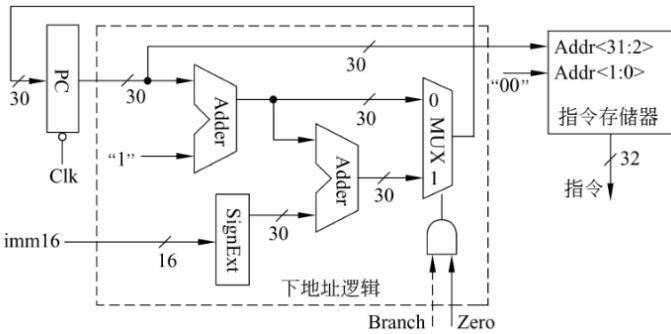 30
PC
Clk
30
30
"1"
Adder
30
Adder
30
0
MUX
1
imm16
16
SignExt
30
下地址逻辑
Branch
Zero
Addr<31:2>
"00"
Addr<1:0>
指令存储器
32
指令